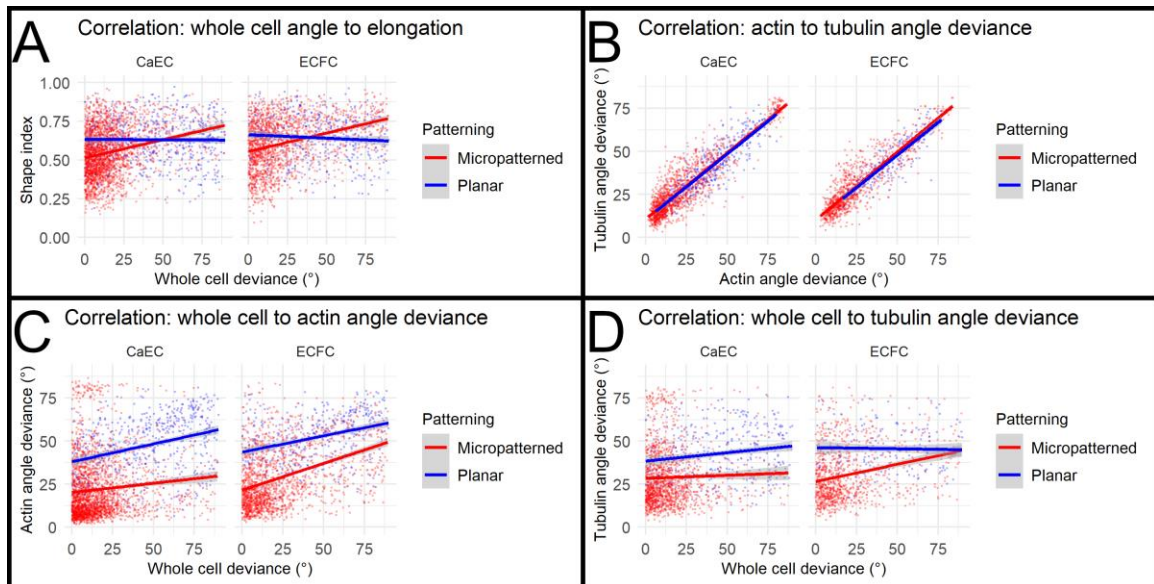 A
Correlation: whole cell angle to elongation
CaEC
ECFC
Shape index
1.00
0.75
0.50
0.25
0.00
0 25 50 75
0 25 50 75
Whole cell deviance (°)
Patterning
Micropatterned
Planar
B
Correlation: actin to tubulin angle deviance
CaEC
ECFC
Tubulin angle deviance (°)
75
50
25
0
0 25 50 75
0 25 50 75
Actin angle deviance (°)
Patterning
Micropatterned
Planar
C
Correlation: whole cell to actin angle deviance
CaEC
ECFC
Actin angle deviance (°)
75
50
25
0
0 25 50 75
0 25 50 75
Whole cell deviance (°)
Patterning
Micropatterned
Planar
D
Correlation: whole cell to tubulin angle deviance
CaEC
ECFC
Tubulin angle deviance (°)
75
50
25
0
0 25 50 75
0 25 50 75
Whole cell deviance (°)
Patterning
Micropatterned
Planar